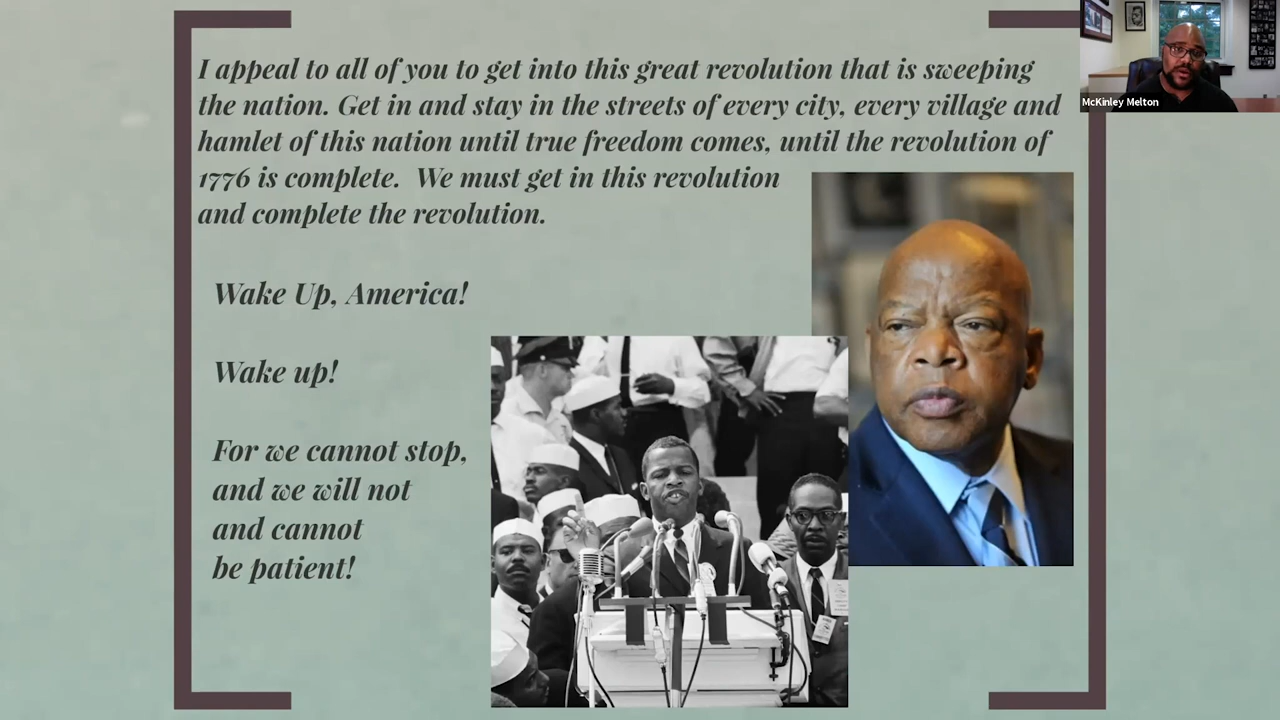 I appeal to all of you to get into this great revolution that is sweeping
the nation. Get in and stay in the streets of every city, every village and
hamlet of this nation until true freedom comes, until the revolution of
1776 is complete. We must get in this revolution
and complete the revolution.
Wake Up, America!
Wake up!
For we cannot stop,
and we will not
and cannot
be patient!
McKinley Melton